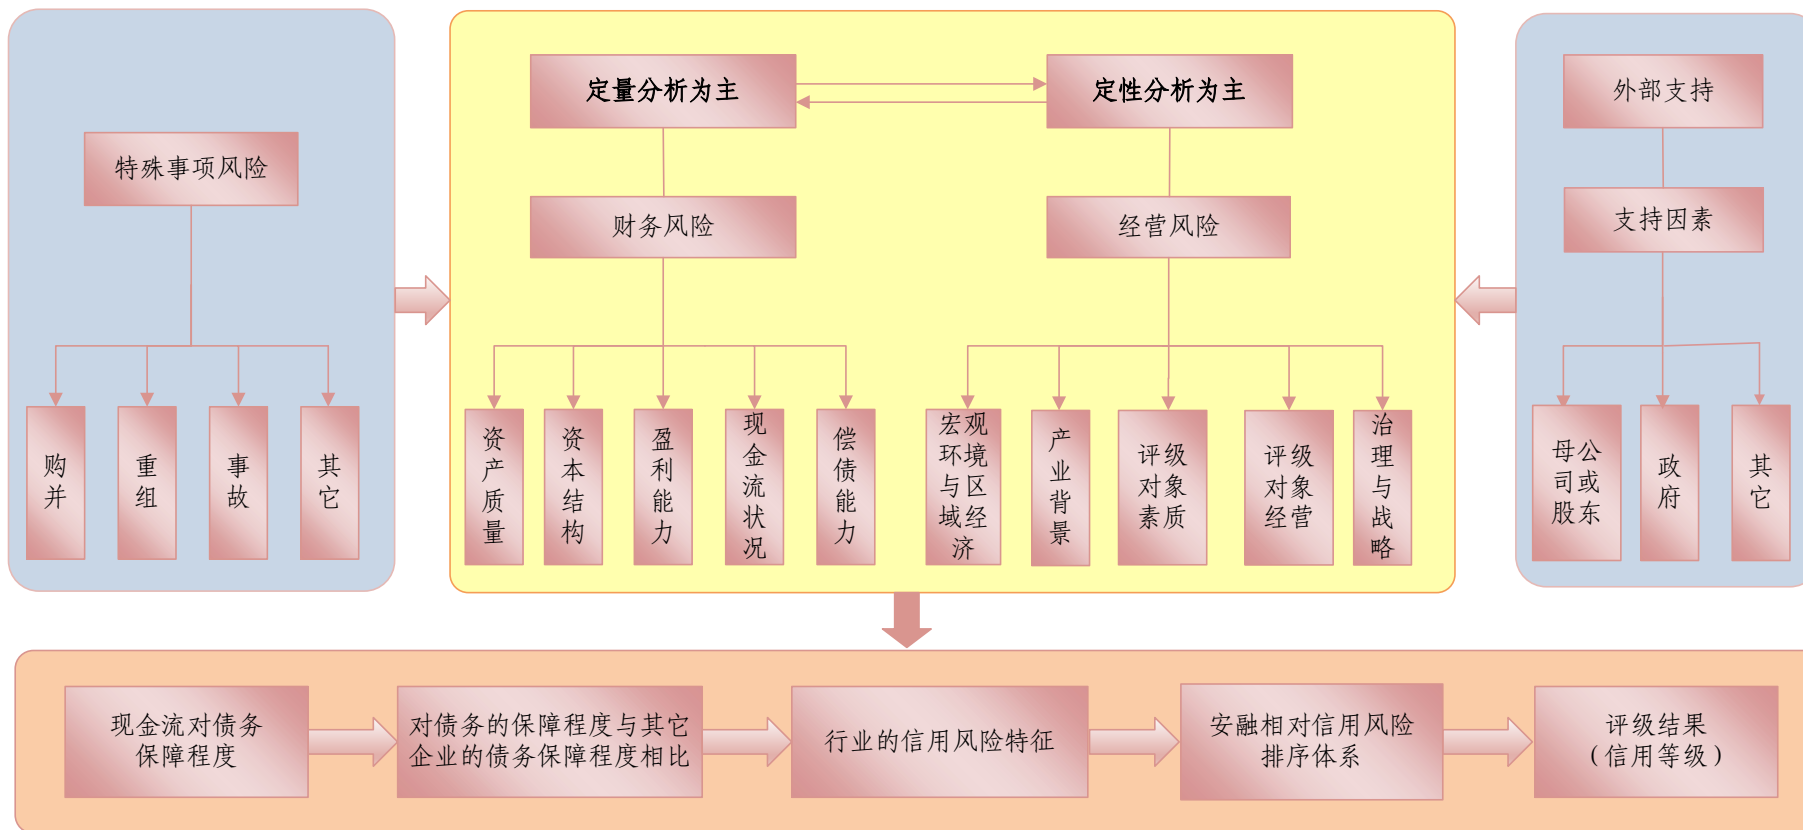 特殊事项风险
购并
重组
事故
其它
定量分析为主
定性分析为主
财务风险
经营风险
资产质量
资本结构
盈利能力
现金流状况
偿债能力
宏观
环境
与区
域经
济
产业背景
评级
对象
素质
评级
对象
经营
治理与战略
外部支持
支持因素
母公
司或
股东
政府
其它
现金流对债务
保障程度
对债务的保障程度与其它
企业的债务保障程度相比
行业的信用风险特征
安融相对信用风险
排序体系
评级结果
（信用等级）